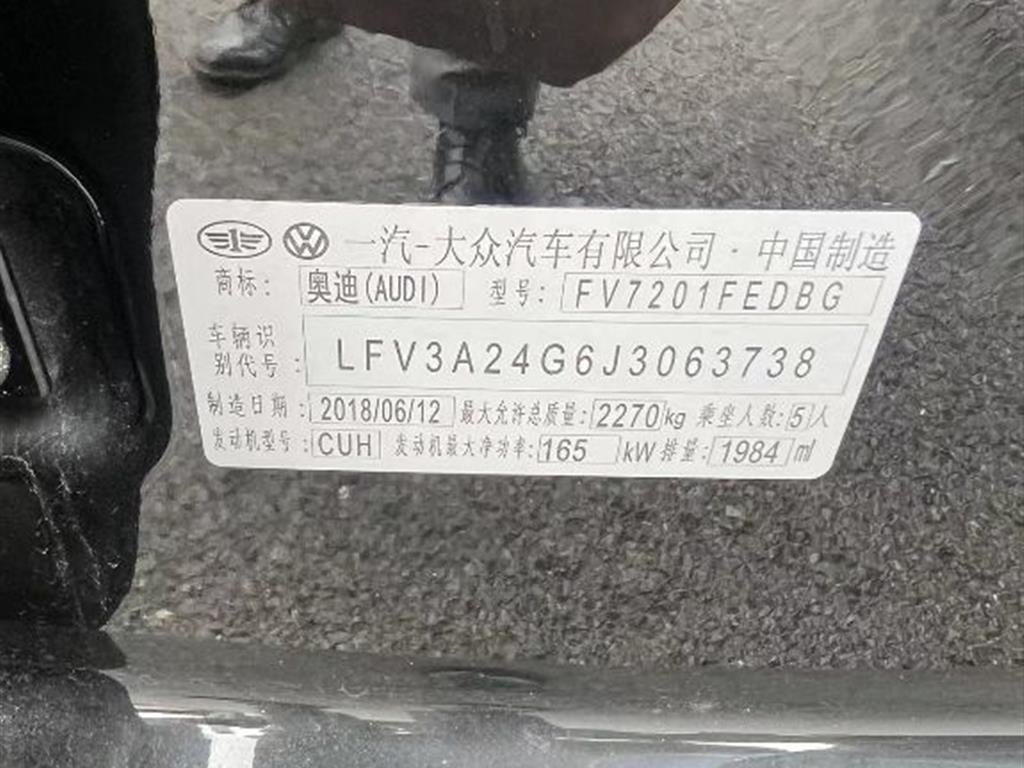 一汽-大众汽车有限公司·中国制造
商标: 奥迪(AUDI) 型号: FV7201FEDBG
车辆识
别代号: LFV3A24G6J3063738
制造日期: 2018/06/12 最大允许总质量: 2270kg 乘坐人数: 5人
发动机型号: CUH 发动机最大净功率: 165 kW 排量: 1984 ml